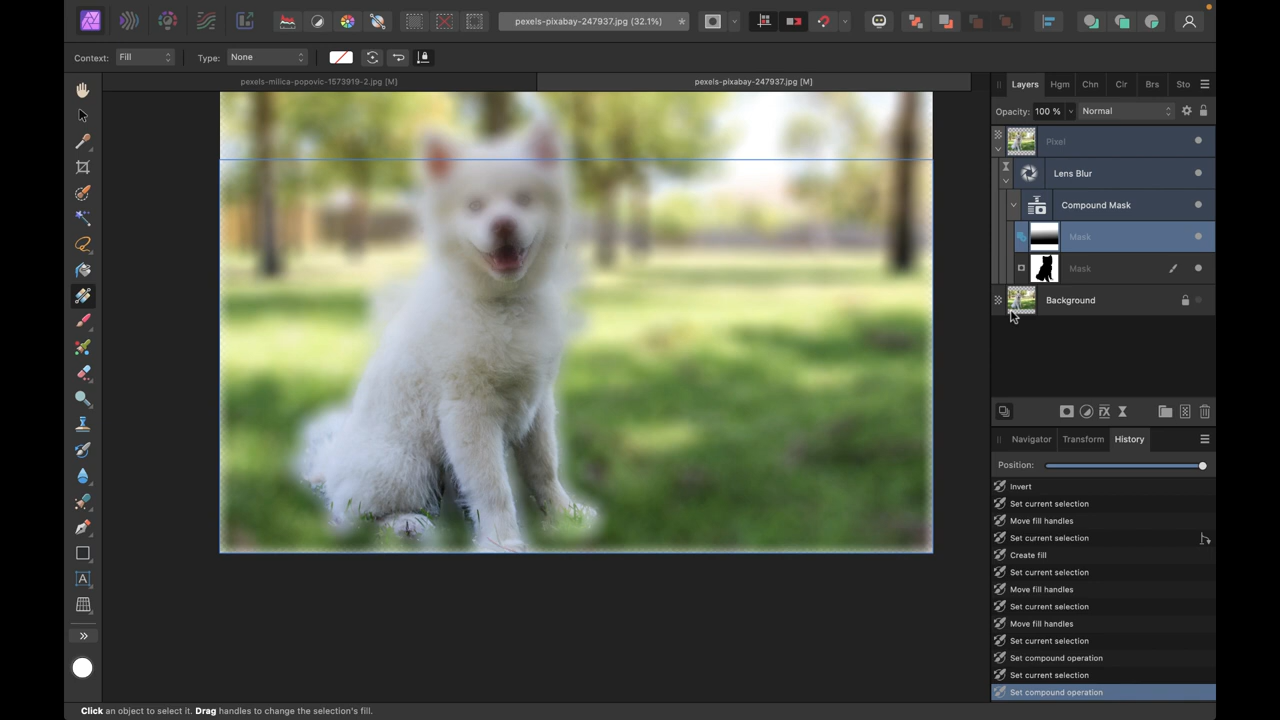 pexels-pixabay-247937.jpg (32.1%)
Context: Fill Type: None
pexels-milica-popovic-1573919-2.jpg [M]
pexels-pixabay-247937.jpg [M]
Layers Hgm Chn Clr Brs Sto
Opacity: 100 % Normal
Pixel
Lens Blur
Compound Mask
Mask
Mask
Background
Navigator Transform History
Position:
Invert
Set current selection
Move fill handles
Set current selection
Create fill
Set current selection
Move fill handles
Set current selection
Move fill handles
Set current selection
Set compound operation
Set current selection
Set compound operation
Click an object to select it. Drag handles to change the selection's fill.